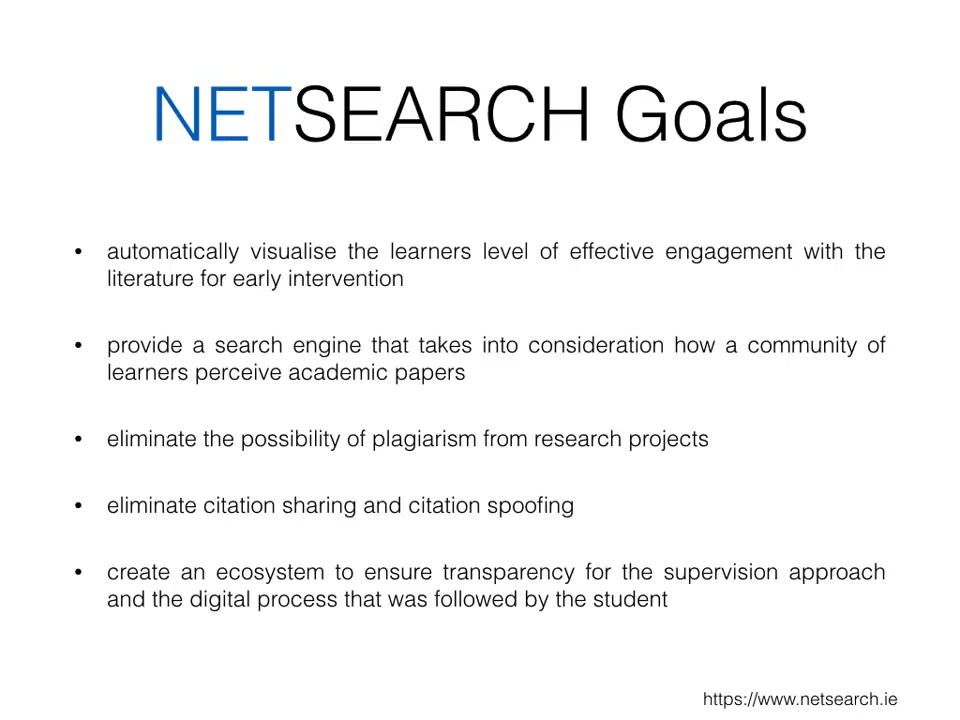 NETSEARCH Goals
• automatically visualise the learners level of effective engagement with the
literature for early intervention
• provide a search engine that takes into consideration how a community of
learners perceive academic papers
• eliminate the possibility of plagiarism from research projects
• eliminate citation sharing and citation spoofing
• create an ecosystem to ensure transparency for the supervision approach
and the digital process that was followed by the student
https://www.netsearch.ie